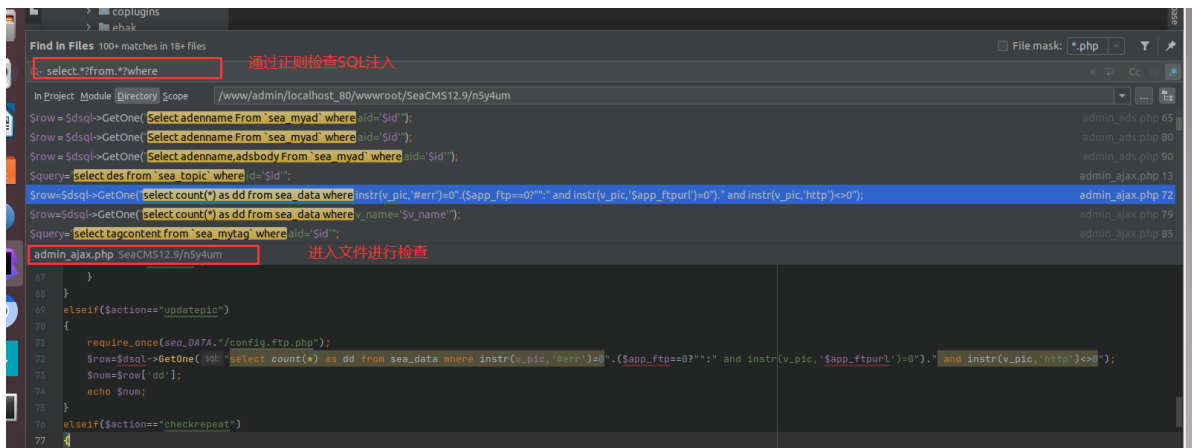 coplugins
ebak
Find in Files 100+ matches in 18+ files
File mask: *.php
select.*?from.*?where
通过正则检查SQL注入
Cc W .*
In Project Module Directory Scope /www/admin/localhost_80/wwwroot/SeaCMS12.9/n5y4um
$row = $dsql->GetOne("Select adenname From `sea_myad` where aid='$id'"); admin_ads.php 65
$row = $dsql->GetOne("Select adenname From `sea_myad` where aid='$id'"); admin_ads.php 80
$row = $dsql->GetOne("Select adenname,adsbody From `sea_myad` where aid='$id'"); admin_ads.php 90
$query="select des from `sea_topic` where id='$id'"; admin_ajax.php 13
$row=$dsql->GetOne("select count(*) as dd from sea_data where instr(v_pic,'#err')=0".($app_ftp==0?"":" and instr(v_pic,'$app_ftpurl')=0")." and instr(v_pic,'http')<>0"); admin_ajax.php 72
$row=$dsql->GetOne("select count(*) as dd from sea_data where v_name='$v_name'"); admin_ajax.php 79
$query="select tagcontent from `sea_mytag` where aid='$id'"; admin_ajax.php 85
admin_ajax.php SeaCMS12.9/n5y4um
进入文件进行检查
67 }
68 }
69 elseif($action=="updatepic")
70 {
71 require_once(sea_DATA."/config.ftp.php");
72 $row=$dsql->GetOne( sql: "select count(*) as dd from sea_data where instr(v_pic,'#err')=0".($app_ftp==0?"":" and instr(v_pic,'$app_ftpurl')=0")." and instr(v_pic,'http')<>0");
73 $num=$row['dd'];
74 echo $num;
75 }
76 elseif($action=="checkrepeat")
77 {